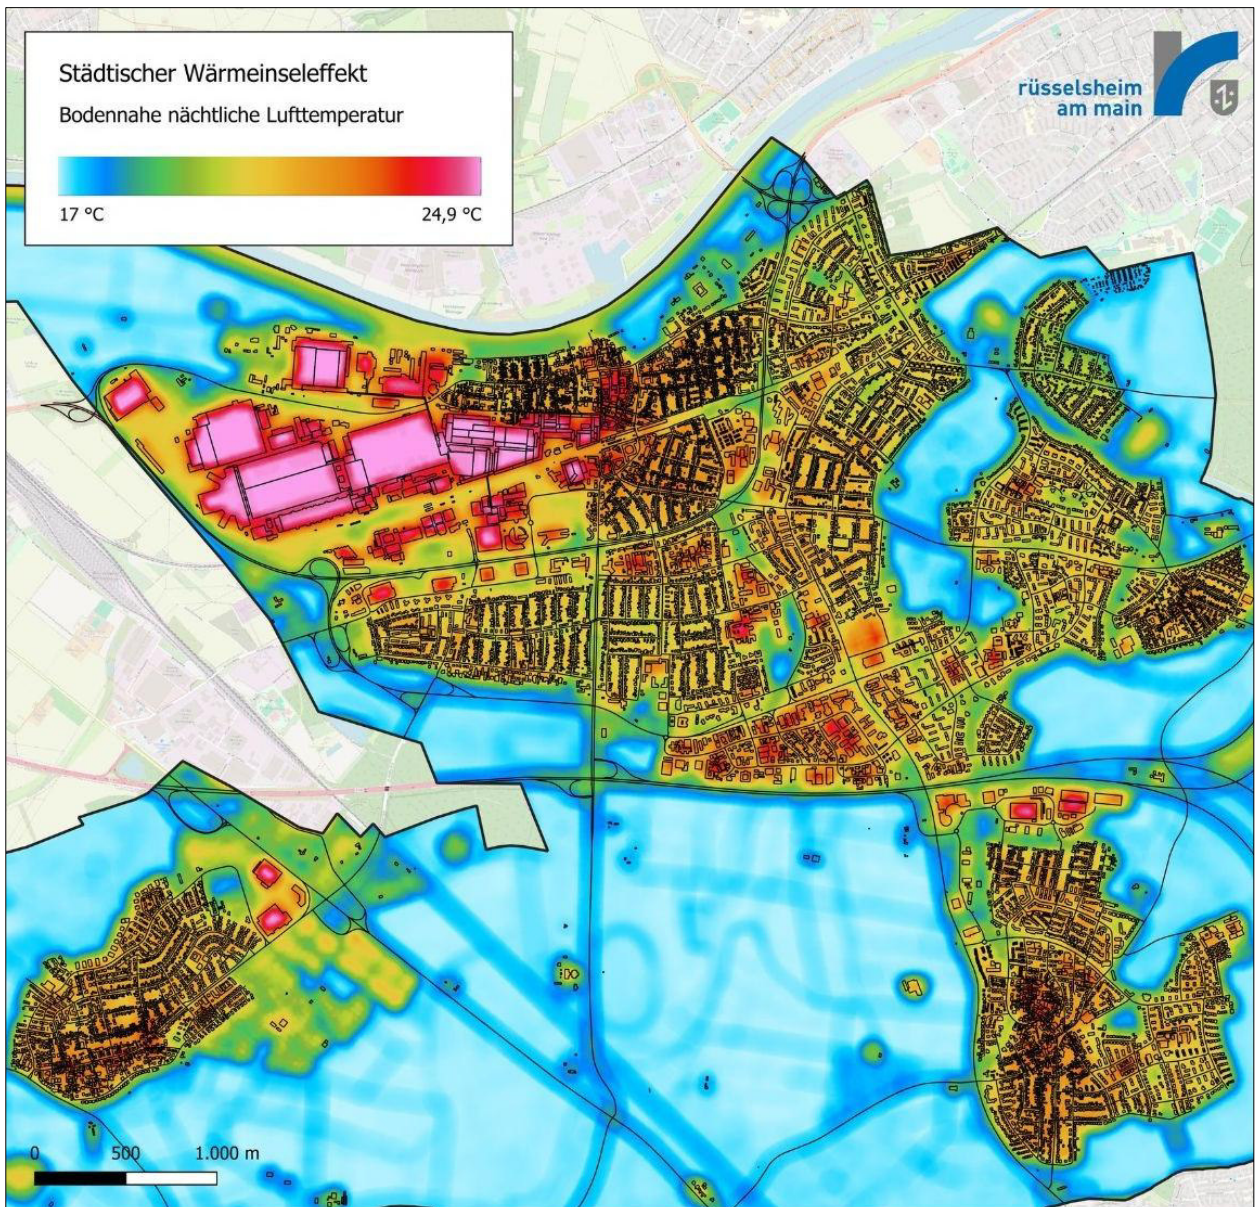 Städtischer Wärmeinseleffekt
Bodennahe nächtliche Lufttemperatur
17 °C
24,9 °C
rüsselsheim
am main
0
500
1.000 m